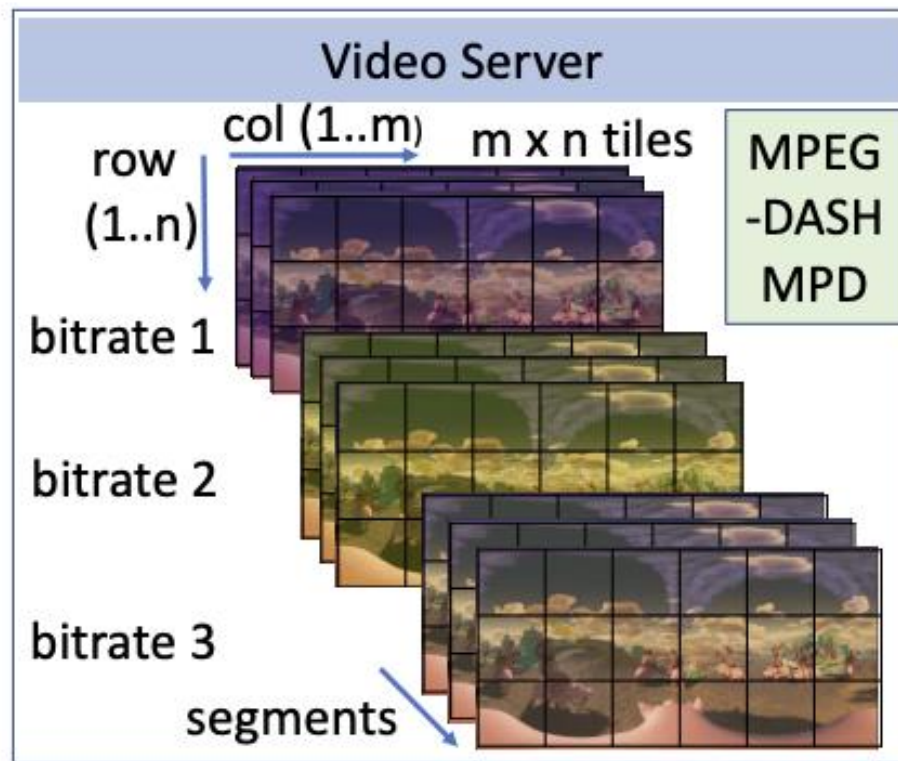 Video Server
col (1..m)
m x n tiles
row
(1..n)
MPEG
-DASH
MPD
bitrate 1
bitrate 2
bitrate 3
segments